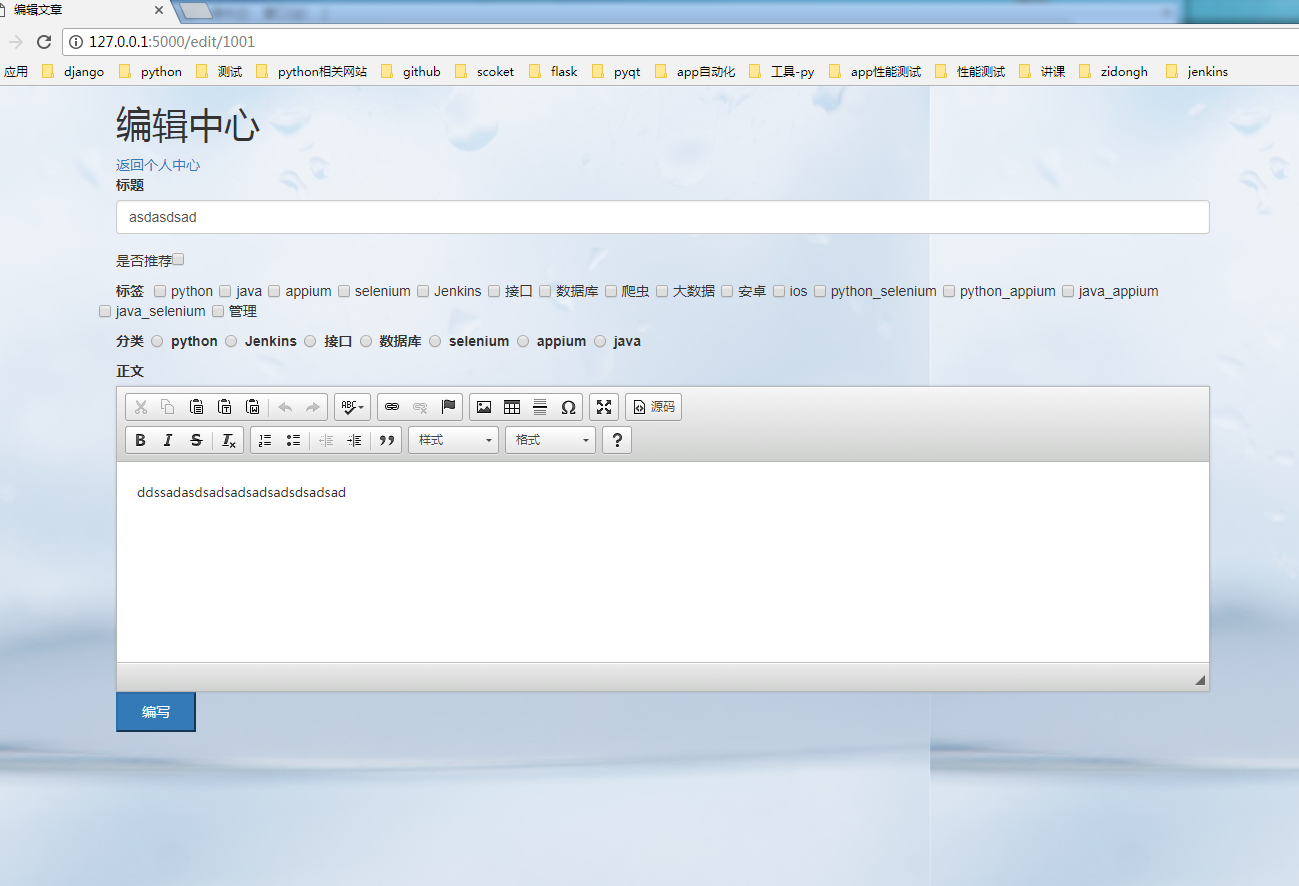 编辑文章
127.0.0.1:5000/edit/1001
应用 django python 测试 python相关网站 github scoket flask pyqt app自动化 工具-py app性能测试 性能测试 讲课 zidongh jenkins
编辑中心
返回个人中心
标题
asdasdsad
是否推荐
标签 python java appium selenium Jenkins 接口 数据库 爬虫 大数据 安卓 ios python_selenium python_appium java_appium
java_selenium 管理
分类 python Jenkins 接口 数据库 selenium appium java
正文
ABC Ω 源码
B I S Tx 样式 格式 ?
ddssadasdsadsadsadsadsdsadsad
编写